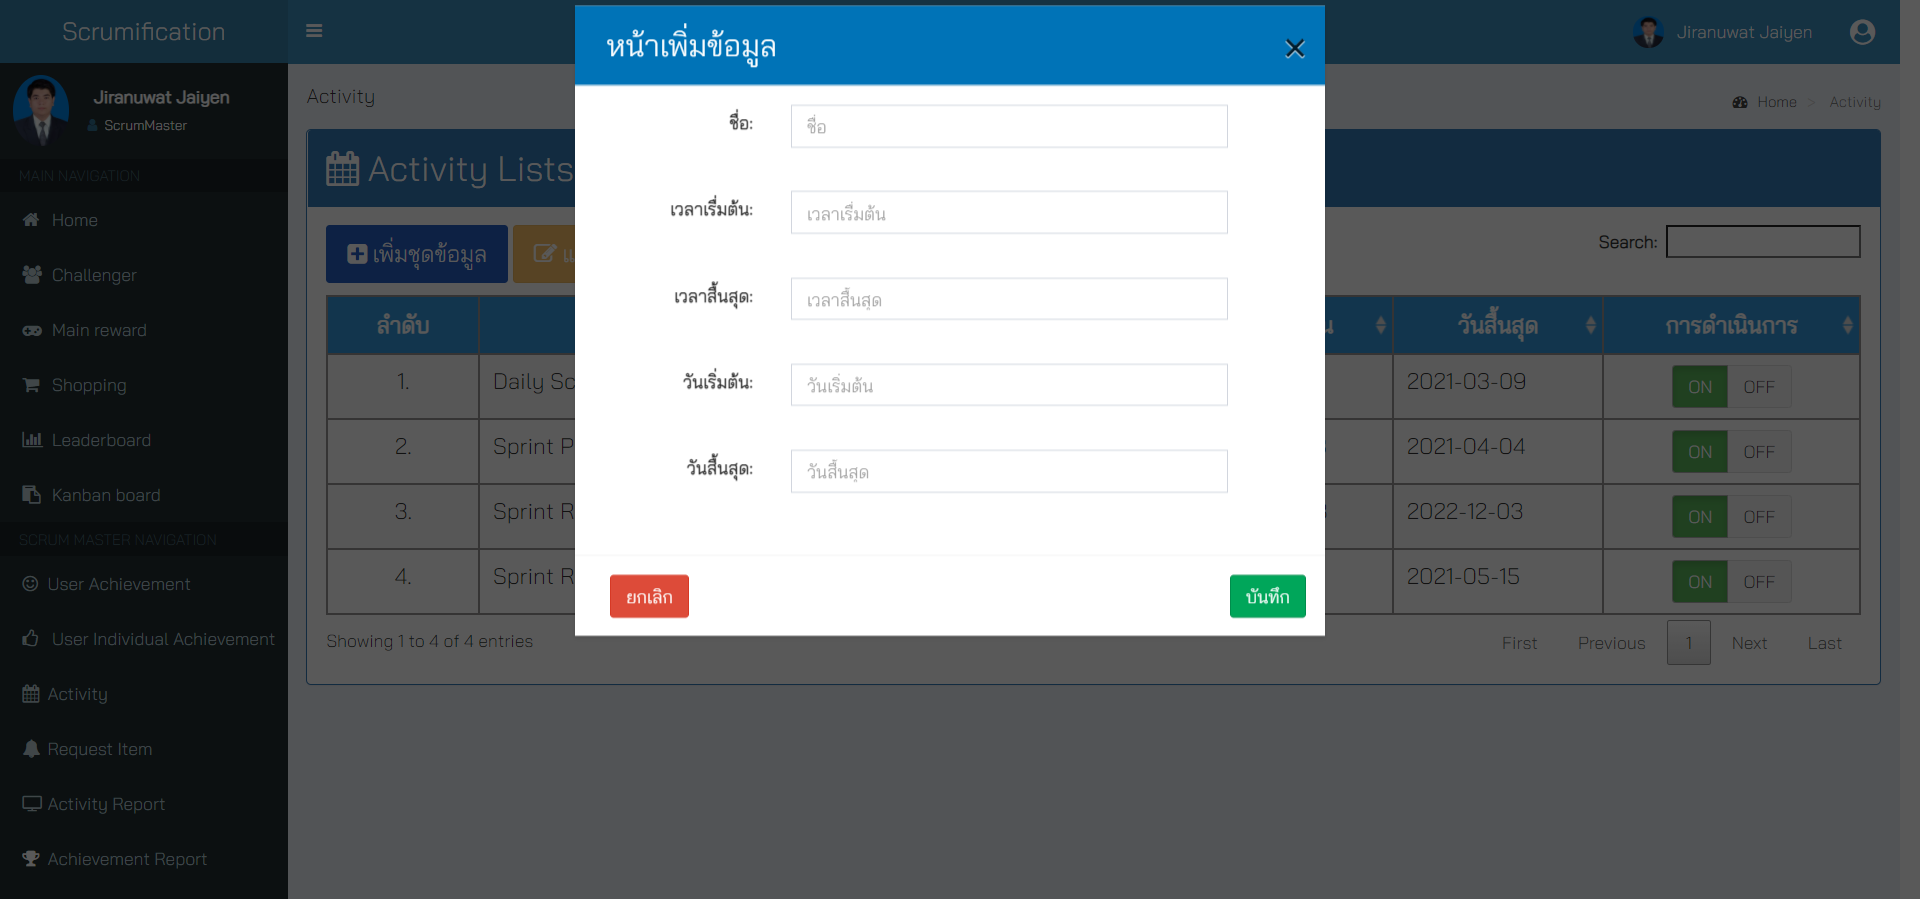 Scrumification
Jiranuwat Jaiyen
Jiranuwat Jaiyen
ScrumMaster
MAIN NAVIGATION
Home
Challenger
Main reward
Shopping
Leaderboard
Kanban board
SCRUM MASTER NAVIGATION
User Achievement
User Individual Achievement
Activity
Request Item
Activity Report
Achievement Report
Activity
Home > Activity
Activity Lists
เพิ่มชุดข้อมูล
Search:
ลำดับ วันสิ้นสุด การดำเนินการ
1. Daily Sc 2021-03-09 ON OFF
2. Sprint P 2021-04-04 ON OFF
3. Sprint R 2022-12-03 ON OFF
4. Sprint R 2021-05-15 ON OFF
Showing 1 to 4 of 4 entries
First Previous 1 Next Last
หน้าเพิ่มข้อมูล
ชื่อ: ชื่อ
เวลาเริ่มต้น: เวลาเริ่มต้น
เวลาสิ้นสุด: เวลาสิ้นสุด
วันเริ่มต้น: วันเริ่มต้น
วันสิ้นสุด: วันสิ้นสุด
ยกเลิก บันทึก